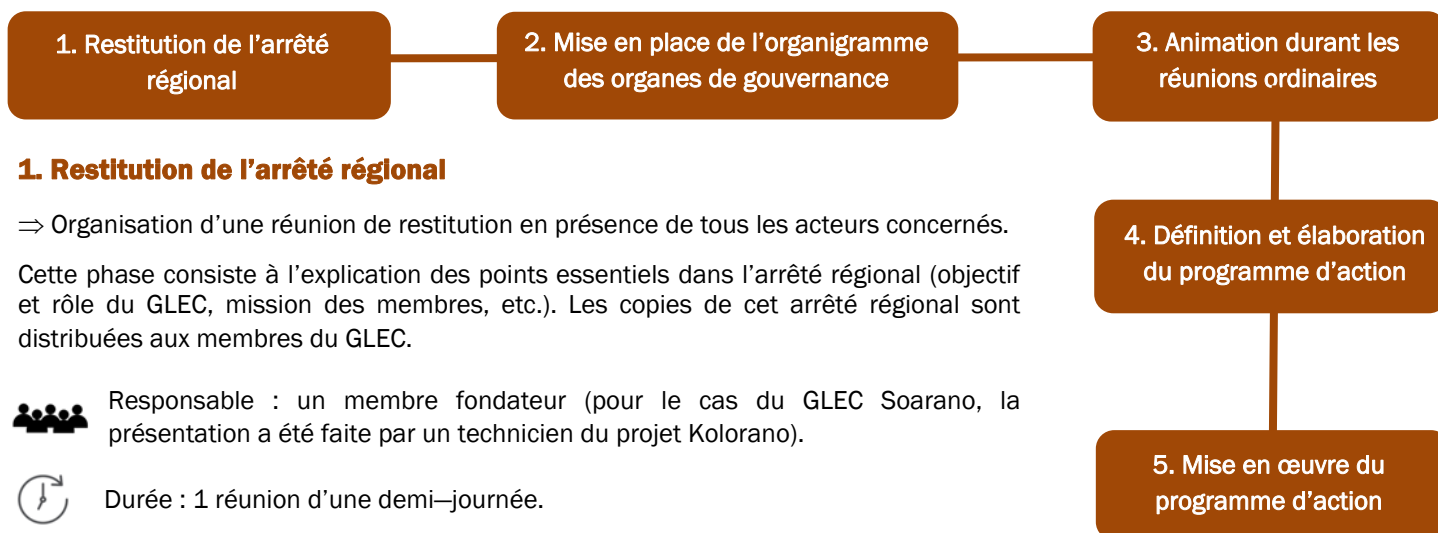 1. Restitution de l’arrêté
régional
2. Mise en place de l’organigramme
des organes de gouvernance
3. Animation durant les
réunions ordinaires
1. Restitution de l’arrêté régional
⇒ Organisation d’une réunion de restitution en présence de tous les acteurs concernés.
Cette phase consiste à l’explication des points essentiels dans l’arrêté régional (objectif
et rôle du GLEC, mission des membres, etc.). Les copies de cet arrêté régional sont
distribuées aux membres du GLEC.
Responsable : un membre fondateur (pour le cas du GLEC Soarano, la
présentation a été faite par un technicien du projet Kolorano).
Durée : 1 réunion d’une demi—journée.
4. Définition et élaboration
du programme d’action
5. Mise en œuvre du
programme d’action